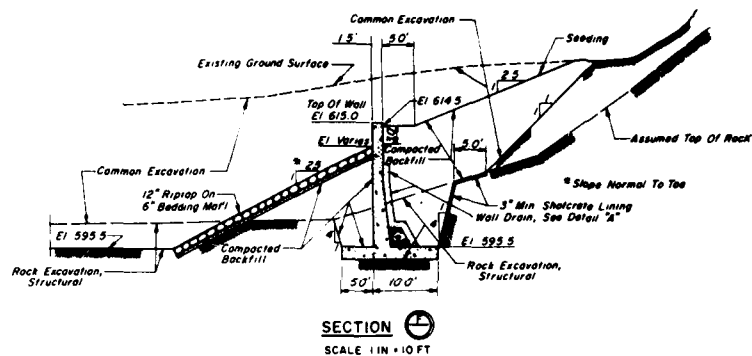 Common Excavation
1.5'
5.0'
Seeding
Existing Ground Surface
2.5
1
Top Of Wall
El 615.0
El 614.5
1
1
El Varies
Compacted
Backfill
5.0'
Assumed Top Of Rock
Common Excavation
* 2.5
1
12" Riprap On
6" Bedding Mat'l
* Slope Normal To Toe
3" Min Shotcrete Lining
Wall Drain, See Detail "A"
El 595.5
Compacted
Backfill
El 595.5
Rock Excavation,
Structural
Rock Excavation,
Structural
5.0'
10.0'
SECTION F
SCALE 1 IN = 10 FT